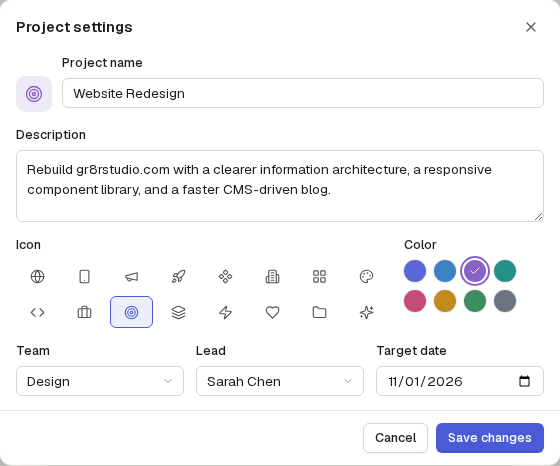 Project settings
Project name
Website Redesign
Description
Rebuild gr8rstudio.com with a clearer information architecture, a responsive
component library, and a faster CMS-driven blog.
Icon
Color
Team
Lead
Target date
Design
Sarah Chen
11/01/2026
Cancel
Save changes